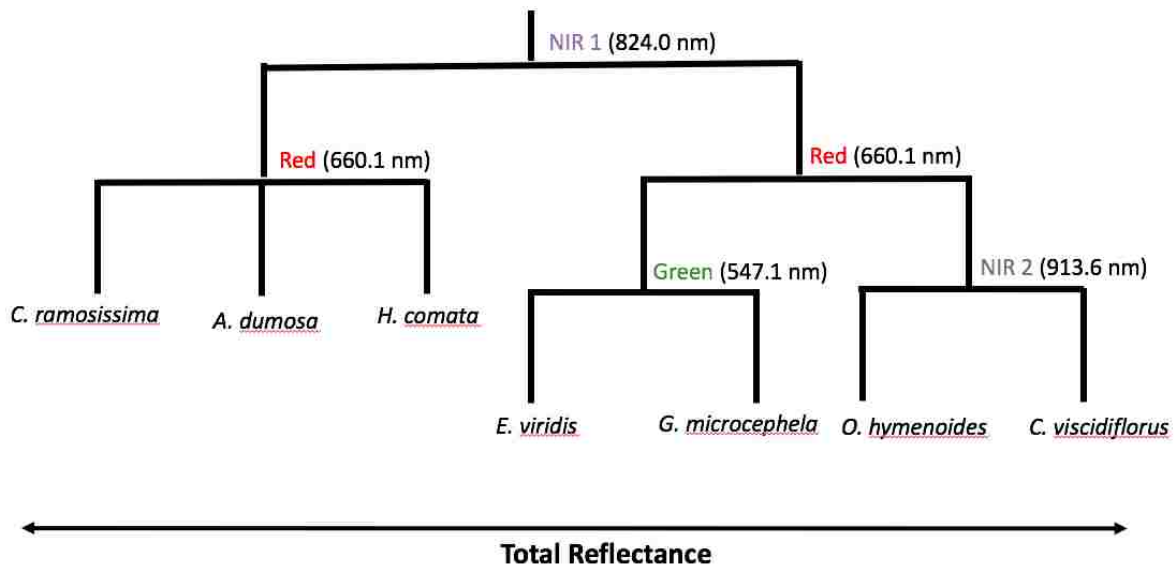 NIR 1 (824.0 nm)
Red (660.1 nm)
Red (660.1 nm)
Green (547.1 nm)
NIR 2 (913.6 nm)
C. ramosissima
A. dumosa
H. comata
E. viridis
G. microcephela
O. hymenoides
C. viscidiflorus
Total Reflectance